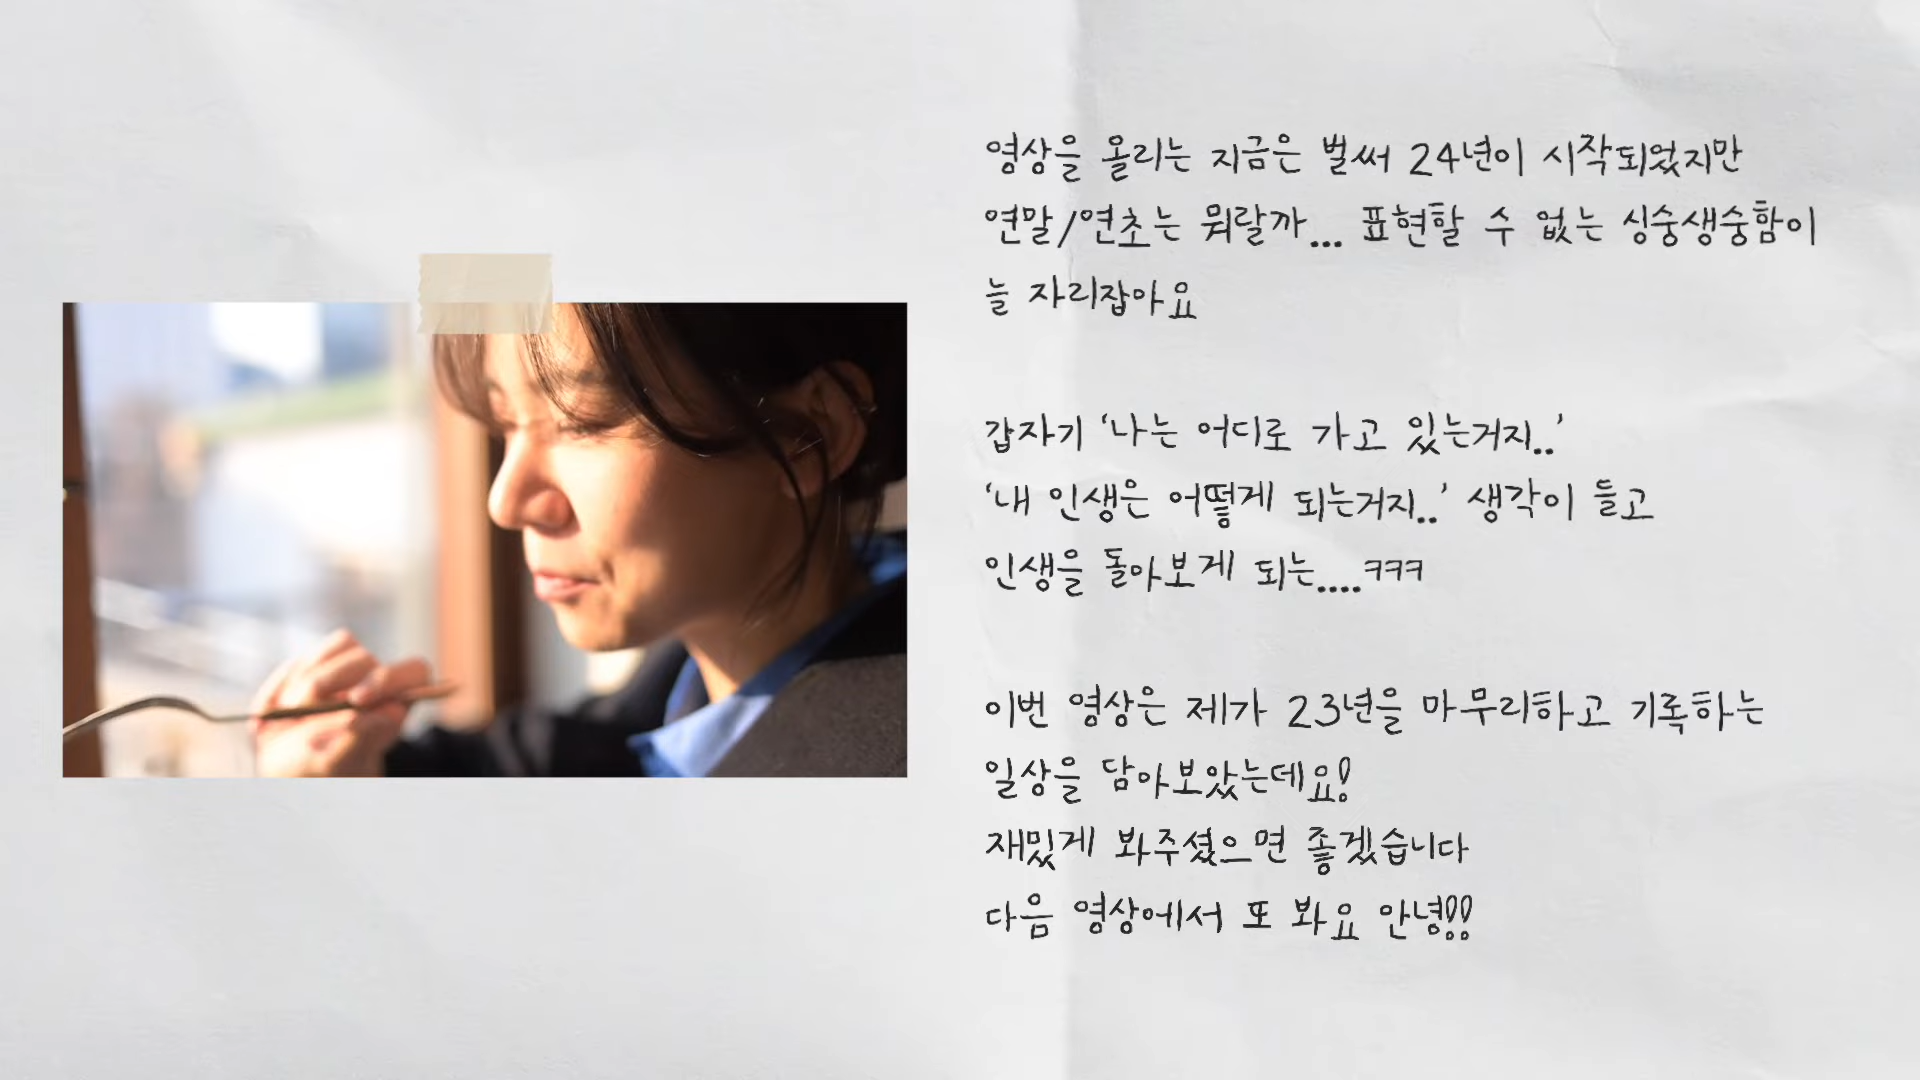 영상을 올리는 지금은 벌써 24년이 시작되었지만
연말/연초는 뭐랄까... 표현할 수 없는 싱숭생숭함이
늘 자리잡아요
갑자기 ‘나는 어디로 가고 있는거지..’
‘내 인생은 어떻게 되는거지..’ 생각이 들고
인생을 돌아보게 되는....ㅋㅋㅋ
이번 영상은 제가 23년을 마무리하고 기록하는
일상을 담아보았는데요!
재밌게 봐주셨으면 좋겠습니다
다음 영상에서 또 봐요 안녕!!